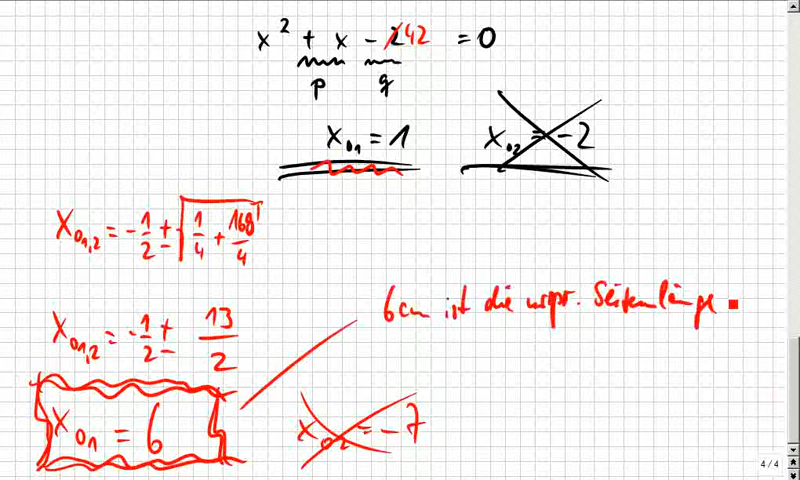 x² + x - 2 42 = 0
p q
x₀₁ = 1 x₀₂ = -2
x₀₁,₂ = -1/2 ± √(1/4 + 168/4)
6cm ist die urspr. Seitenlänge
x₀₁,₂ = -1/2 ± 13/2
x₀₁ = 6 x₀₂ = -7
4/4